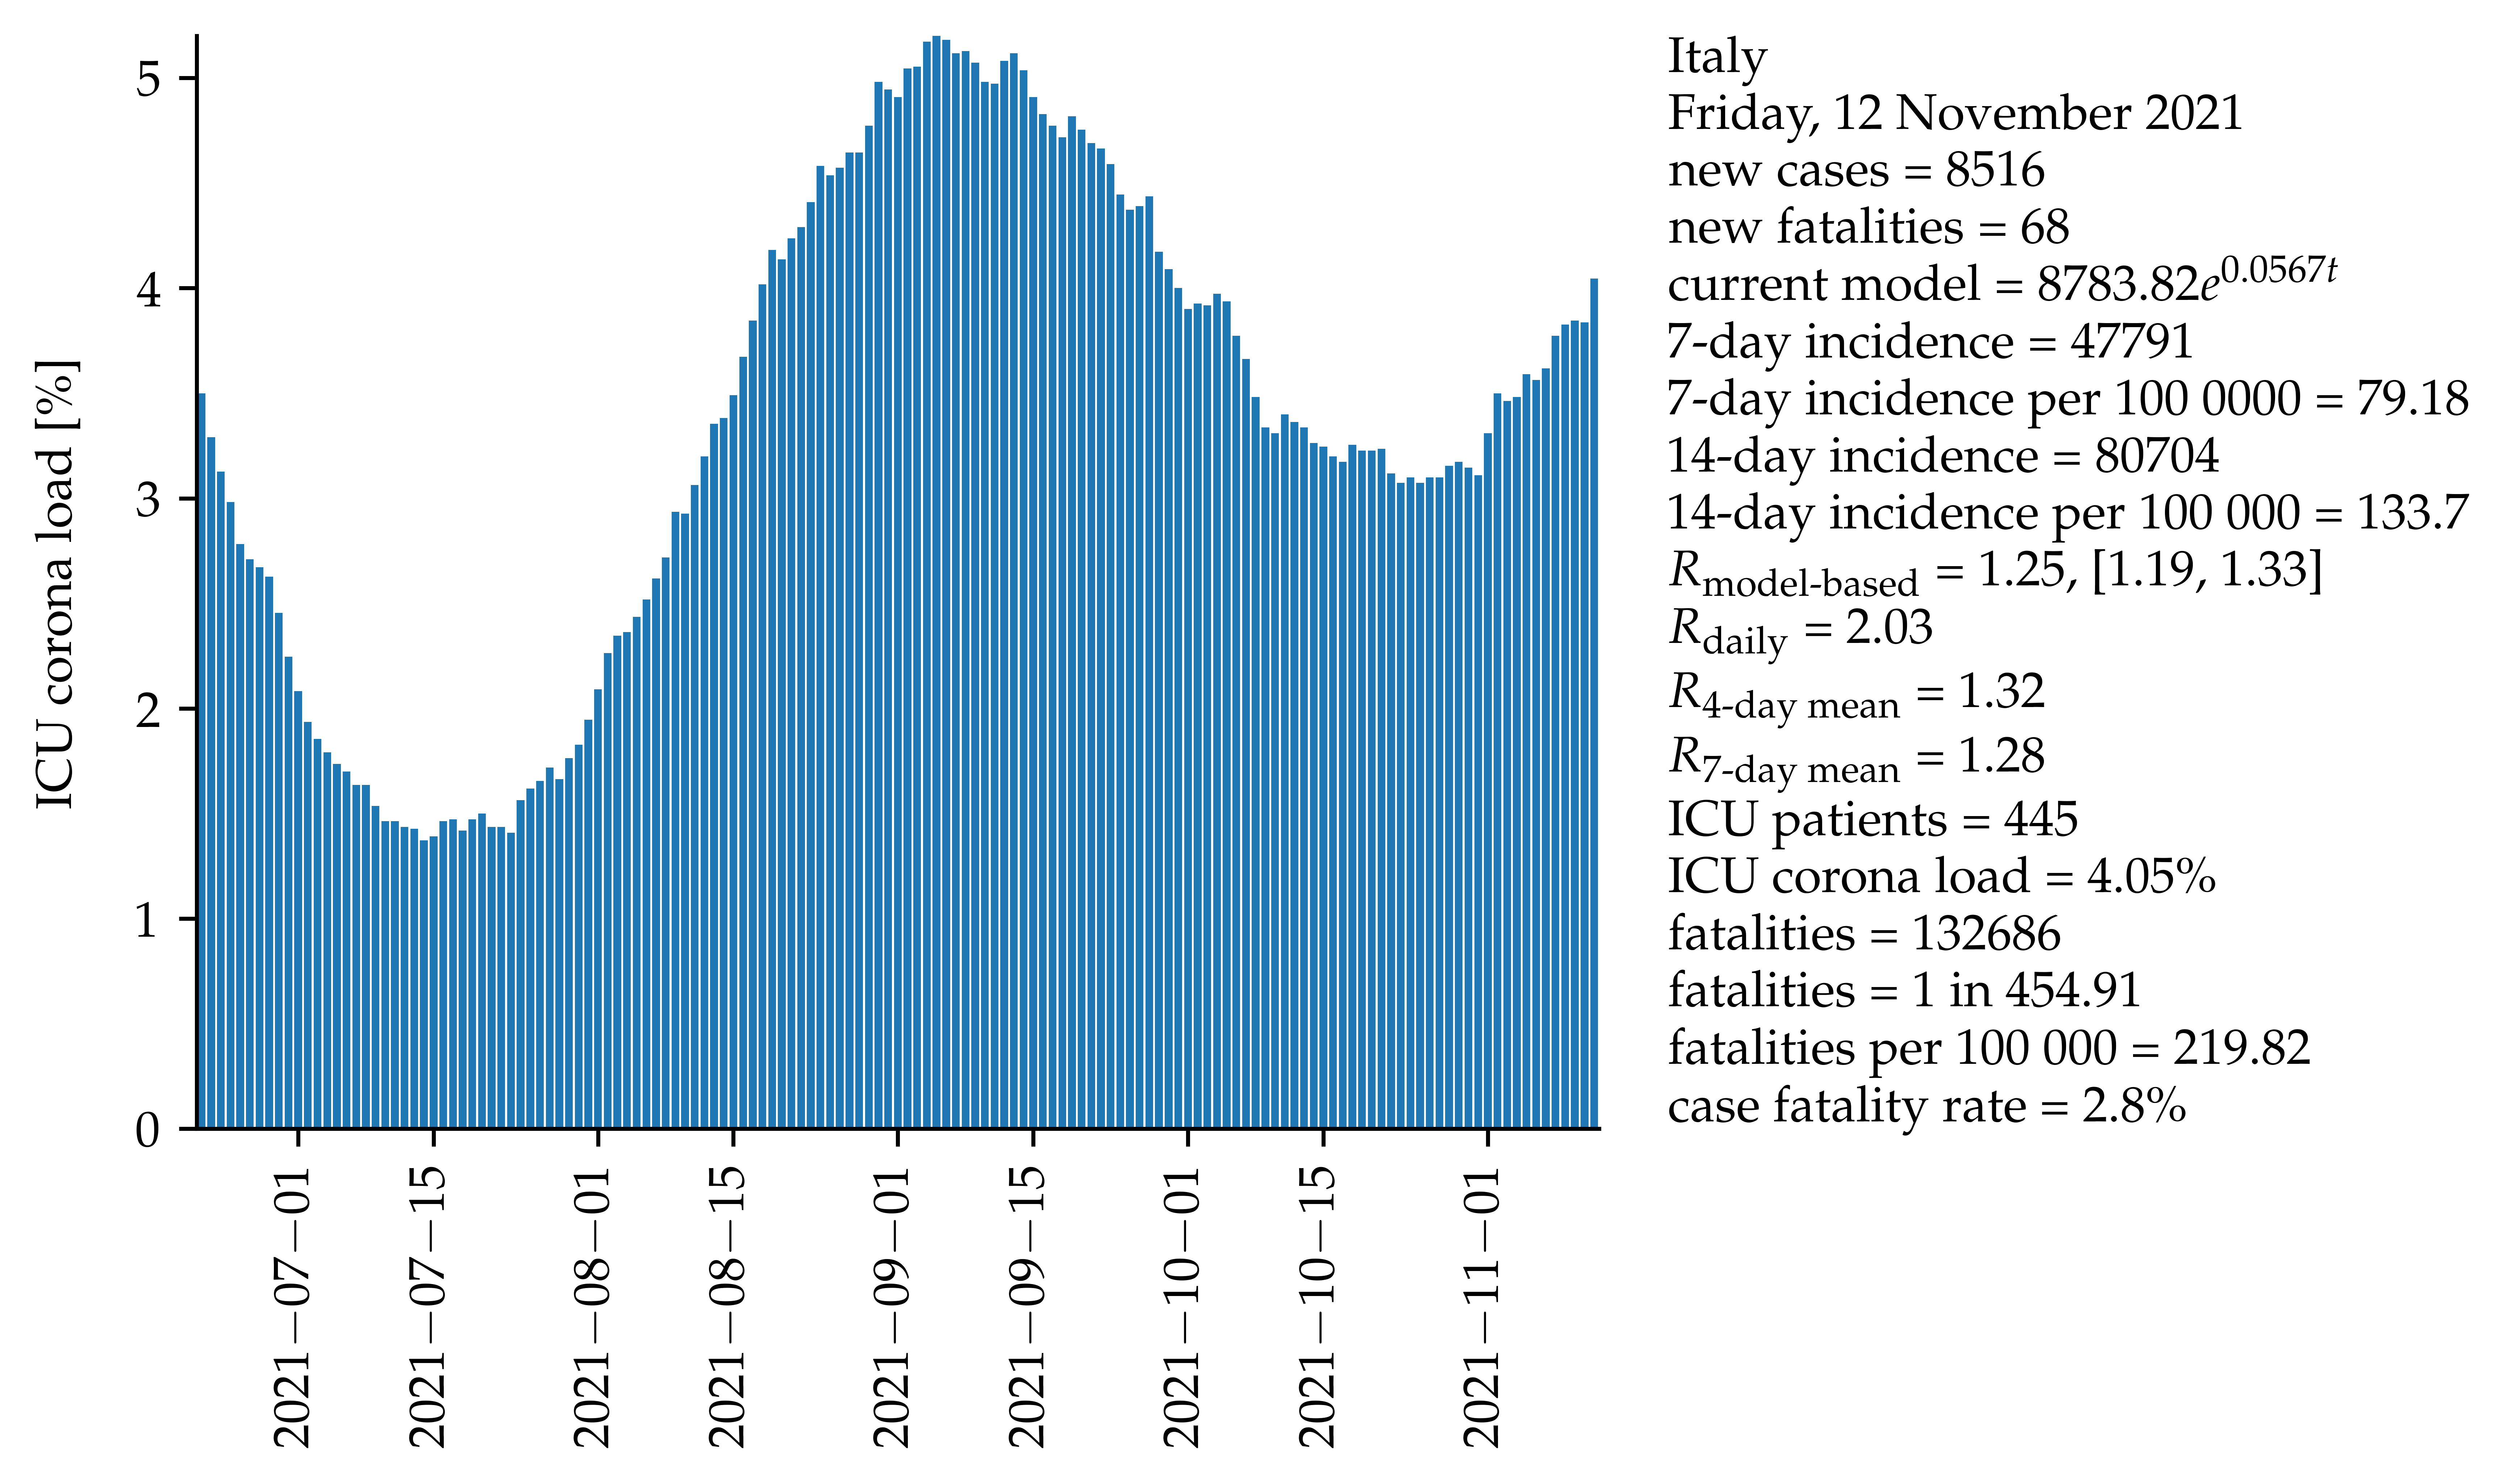 ICU corona load [%]
5
4
3
2
1
0
2021—07—01
2021—07—15
2021—08—01
2021—08—15
2021—09—01
2021—09—15
2021—10—01
2021—10—15
2021—11—01
Italy
Friday, 12 November 2021
new cases = 8516
new fatalities = 68
current model = 8783.82e^0.0567t
7-day incidence = 47791
7-day incidence per 100 0000 = 79.18
14-day incidence = 80704
14-day incidence per 100 000 = 133.7
R_model-based = 1.25, [1.19, 1.33]
R_daily = 2.03
R_4-day mean = 1.32
R_7-day mean = 1.28
ICU patients = 445
ICU corona load = 4.05%
fatalities = 132686
fatalities = 1 in 454.91
fatalities per 100 000 = 219.82
case fatality rate = 2.8%